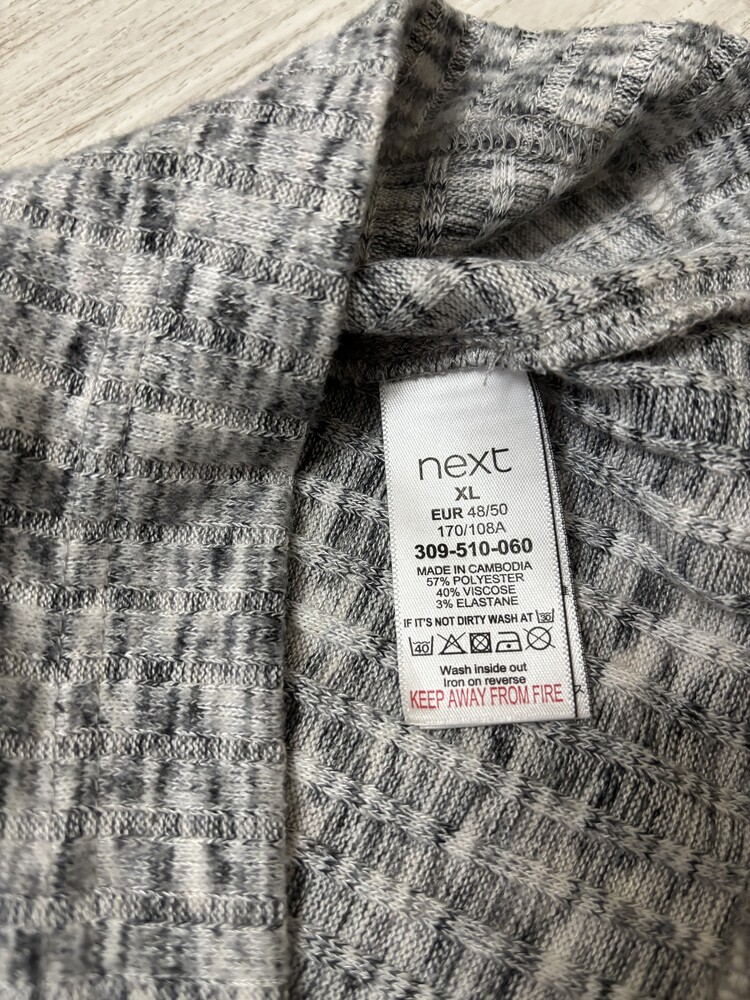 next
XL
EUR 48/50
170/108A
309-510-060
MADE IN CAMBODIA
57% POLYESTER
40% VISCOSE
3% ELASTANE
IF IT'S NOT DIRTY WASH AT 30
40
Wash inside out
Iron on reverse
KEEP AWAY FROM FIRE